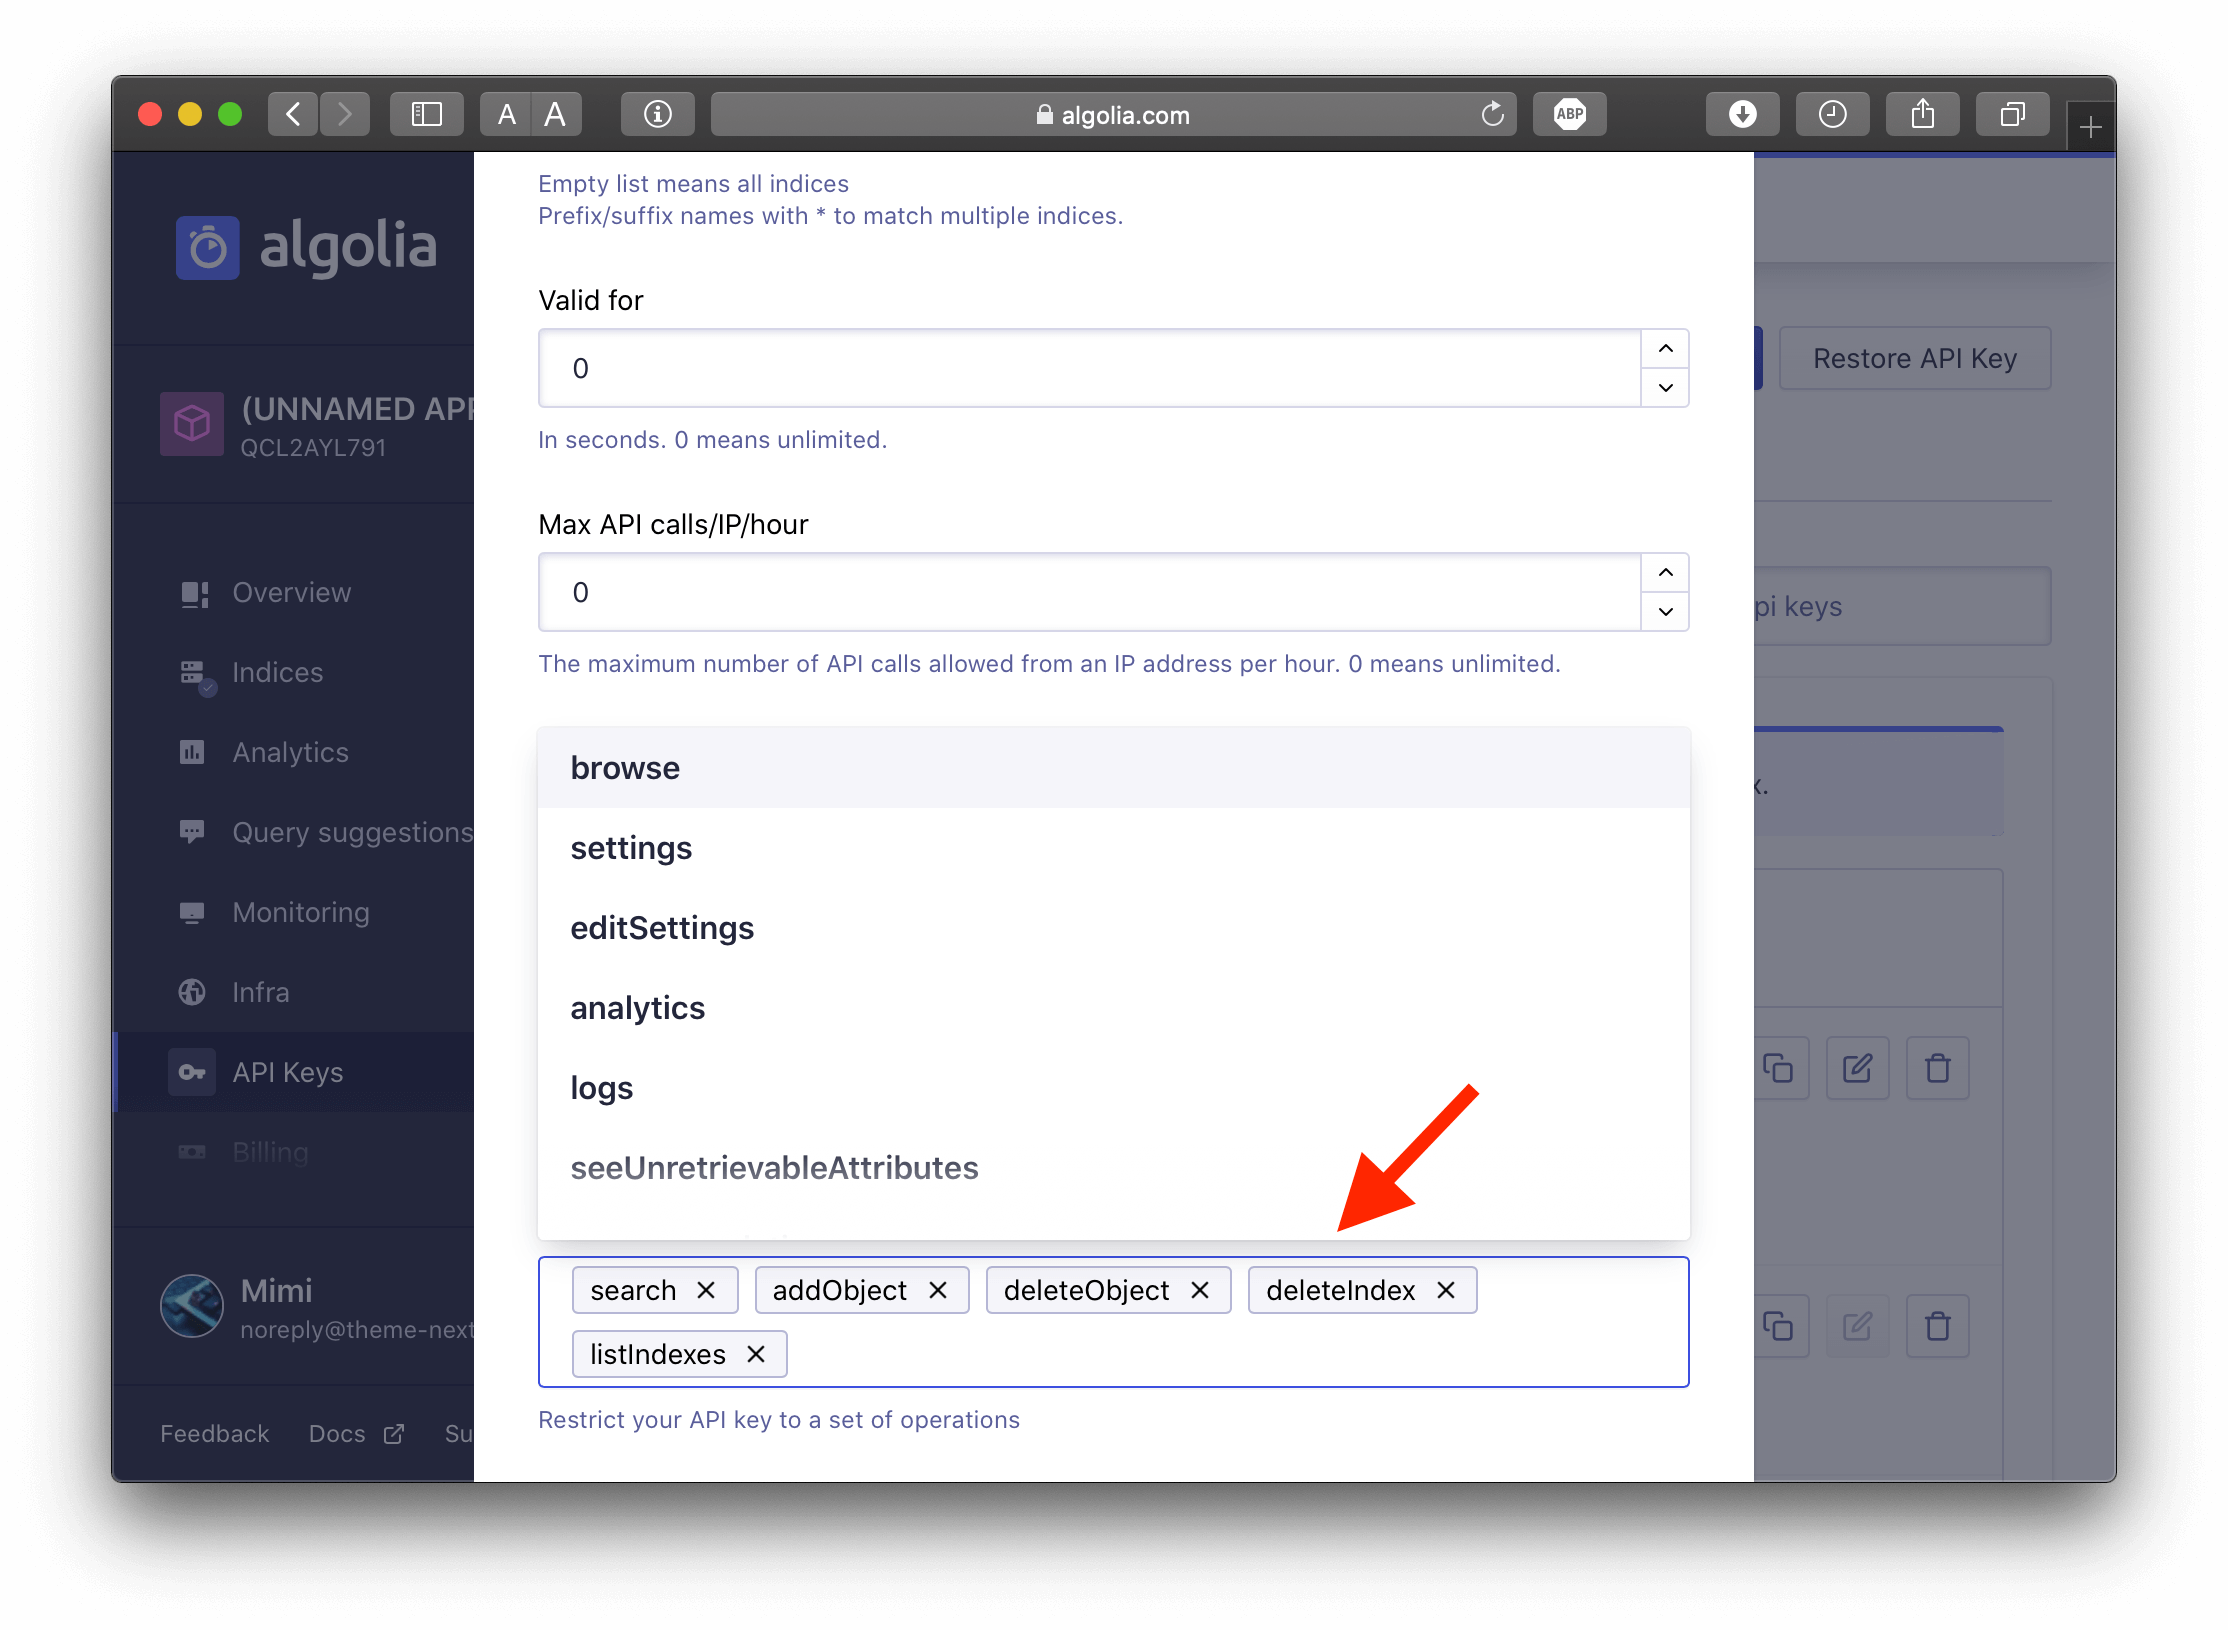 A A
algolia.com
ABP
algolia
(UNNAMED APP
QCL2AYL791
Overview
Indices
Analytics
Query suggestions
Monitoring
Infra
API Keys
Billing
Mimi
noreply@theme-next
Feedback Docs Su
Empty list means all indices
Prefix/suffix names with * to match multiple indices.
Valid for
0
In seconds. 0 means unlimited.
Max API calls/IP/hour
0
The maximum number of API calls allowed from an IP address per hour. 0 means unlimited.
browse
settings
editSettings
analytics
logs
seeUnretrievableAttributes
search addObject deleteObject deleteIndex
listIndexes
Restrict your API key to a set of operations
Restore API Key
pi keys
x.